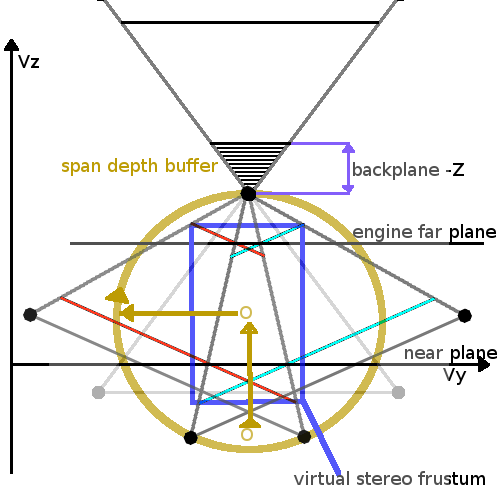 Vz
span depth buffer
backplane -Z
engine far plane
O
near plane
Vy
O
virtual stereo frustum